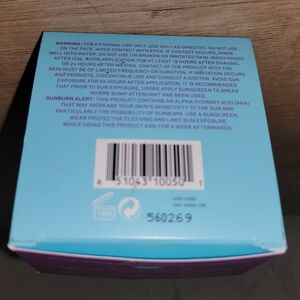 WARNING: FOR EXTERNAL USE ONLY. USE ONLY AS DIRECTED. DO NOT USE
ON THE FACE. AVOID CONTACT WITH EYES. IF CONTACT OCCURS, RINSE
WELL WITH WATER. DO NOT USE ON BROKEN OR IRRITATED SKIN. WASH HANDS
AFTER USE. AVOID APPLICATION FOR AT LEAST 18 HOURS AFTER SHAVING
OR 24 HOURS AFTER WAXING. CONTACT OF THE PRODUCT WITH THE
SKIN MUST BE OF LIMITED FREQUENCY OR DURATION. IF IRRITATION OCCURS
AND PERSISTS, DISCONTINUE USE AND CONSULT A DOCTOR. AVOID SUN
EXPOSURE FOR 24 HOURS AFTER APPLICATION. IT IS RECOMMENDED
THAT PRIOR TO SUN EXPOSURE, USERS APPLY SUNSCREEN TO AREAS
WHERE THE BUMP ATTENDANT HAS BEEN USED.
SUNBURN ALERT: THIS PRODUCT CONTAINS AN ALPHA HYDROXY ACID (AHA)
THAT MAY INCREASE YOUR SKIN'S SENSITIVITY TO THE SUN AND
PARTICULARLY THE POSSIBILITY OF SUNBURN. USE A SUNSCREEN,
WEAR PROTECTIVE CLOTHING AND LIMIT SUN EXPOSURE
WHILE USING THIS PRODUCT AND FOR A WEEK AFTERWARDS.
51043 10050 1
560269